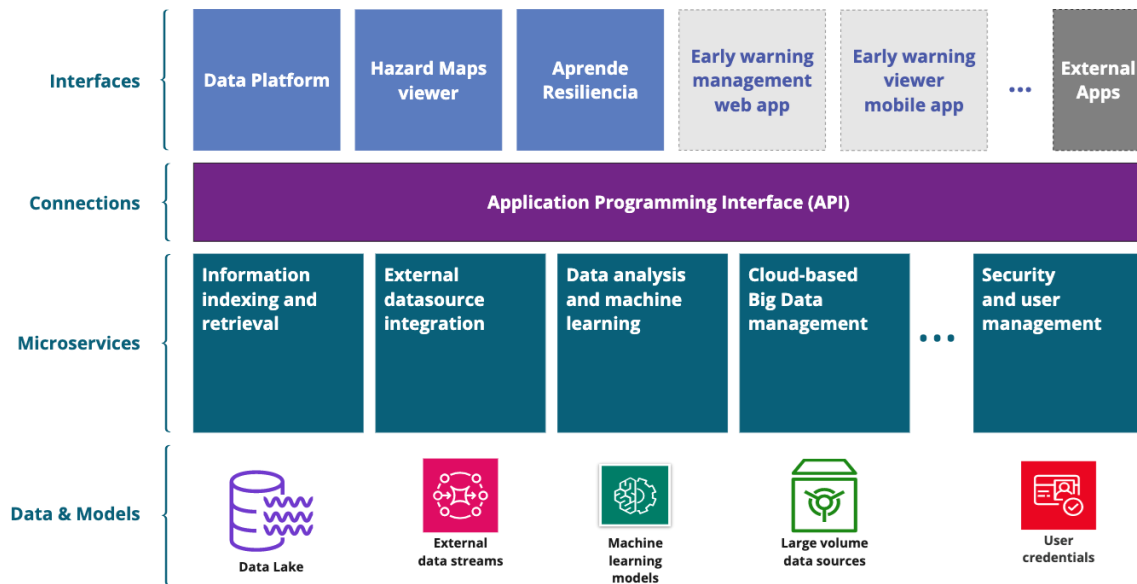 Interfaces
Data Platform
Hazard Maps
viewer
Aprende
Resiliencia
Early warning
management
web app
Early warning
viewer
mobile app
...
External
Apps
Connections
Application Programming Interface (API)
Microservices
Information
indexing and
retrieval
External
datasource
integration
Data analysis
and machine
learning
Cloud-based
Big Data
management
...
Security
and user
management
Data & Models
Data Lake
External
data streams
Machine
learning
models
Large volume
data sources
User
credentials